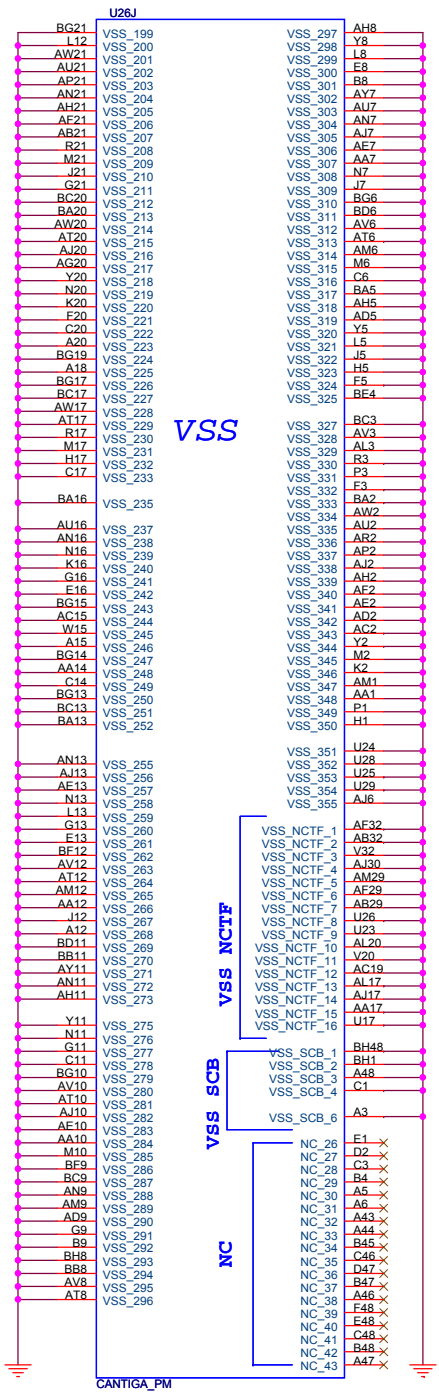 U26J
BG21 VSS_199
L12 VSS_200
AW21 VSS_201
AU21 VSS_202
AP21 VSS_203
AN21 VSS_204
AH21 VSS_205
AF21 VSS_206
AB21 VSS_207
R21 VSS_208
M21 VSS_209
J21 VSS_210
G21 VSS_211
BC20 VSS_212
BA20 VSS_213
AW20 VSS_214
AT20 VSS_215
AJ20 VSS_216
AG20 VSS_217
Y20 VSS_218
N20 VSS_219
K20 VSS_220
F20 VSS_221
C20 VSS_222
A20 VSS_223
BG19 VSS_224
A18 VSS_225
BG17 VSS_226
BC17 VSS_227
AW17 VSS_228
AT17 VSS_229
R17 VSS_230
M17 VSS_231
H17 VSS_232
C17 VSS_233
BA16 VSS_235
AU16 VSS_237
AN16 VSS_238
N16 VSS_239
K16 VSS_240
G16 VSS_241
E16 VSS_242
BG15 VSS_243
AC15 VSS_244
W15 VSS_245
A15 VSS_246
BG14 VSS_247
AA14 VSS_248
C14 VSS_249
BG13 VSS_250
BC13 VSS_251
BA13 VSS_252
AN13 VSS_255
AJ13 VSS_256
AE13 VSS_257
N13 VSS_258
L13 VSS_259
G13 VSS_260
E13 VSS_261
BF12 VSS_262
AV12 VSS_263
AT12 VSS_264
AM12 VSS_265
AA12 VSS_266
J12 VSS_267
A12 VSS_268
BD11 VSS_269
BB11 VSS_270
AY11 VSS_271
AN11 VSS_272
AH11 VSS_273
Y11 VSS_275
N11 VSS_276
G11 VSS_277
C11 VSS_278
BG10 VSS_279
AV10 VSS_280
AT10 VSS_281
AJ10 VSS_282
AE10 VSS_283
AA10 VSS_284
M10 VSS_285
BF9 VSS_286
BC9 VSS_287
AN9 VSS_288
AM9 VSS_289
AD9 VSS_290
G9 VSS_291
B9 VSS_292
BH8 VSS_293
BB8 VSS_294
AV8 VSS_295
AT8 VSS_296
VSS
VSS_297 AH8
VSS_298 Y8
VSS_299 L8
VSS_300 E8
VSS_301 B8
VSS_302 AY7
VSS_303 AU7
VSS_304 AN7
VSS_305 AJ7
VSS_306 AE7
VSS_307 AA7
VSS_308 N7
VSS_309 J7
VSS_310 BG6
VSS_311 BD6
VSS_312 AV6
VSS_313 AT6
VSS_314 AM6
VSS_315 M6
VSS_316 C6
VSS_317 BA5
VSS_318 AH5
VSS_319 AD5
VSS_320 Y5
VSS_321 L5
VSS_322 J5
VSS_323 H5
VSS_324 F5
VSS_325 BE4
VSS_327 BC3
VSS_328 AV3
VSS_329 AL3
VSS_330 R3
VSS_331 P3
VSS_332 F3
VSS_333 BA2
VSS_334 AW2
VSS_335 AU2
VSS_336 AR2
VSS_337 AP2
VSS_338 AJ2
VSS_339 AH2
VSS_340 AF2
VSS_341 AE2
VSS_342 AD2
VSS_343 AC2
VSS_344 Y2
VSS_345 M2
VSS_346 K2
VSS_347 AM1
VSS_348 AA1
VSS_349 P1
VSS_350 H1
VSS_351 U24
VSS_352 U28
VSS_353 U25
VSS_354 U29
VSS_355 AJ6
VSS NCTF
VSS_NCTF_1 AF32
VSS_NCTF_2 AB32
VSS_NCTF_3 V32
VSS_NCTF_4 AJ30
VSS_NCTF_5 AM29
VSS_NCTF_6 AF29
VSS_NCTF_7 AB29
VSS_NCTF_8 U26
VSS_NCTF_9 U23
VSS_NCTF_10 AL20
VSS_NCTF_11 V20
VSS_NCTF_12 AC19
VSS_NCTF_13 AL17
VSS_NCTF_14 AJ17
VSS_NCTF_15 AA17
VSS_NCTF_16 U17
VSS SCB
VSS_SCB_1 BH48
VSS_SCB_2 BH1
VSS_SCB_3 A48
VSS_SCB_4 C1
VSS_SCB_6 A3
NC
NC_26 E1
NC_27 D2
NC_28 C3
NC_29 B4
NC_30 A5
NC_31 A6
NC_32 A43
NC_33 A44
NC_34 B45
NC_35 C46
NC_36 D47
NC_37 B47
NC_38 A46
NC_39 F48
NC_40 E48
NC_41 C48
NC_42 B48
NC_43 A47
CANTIGA_PM